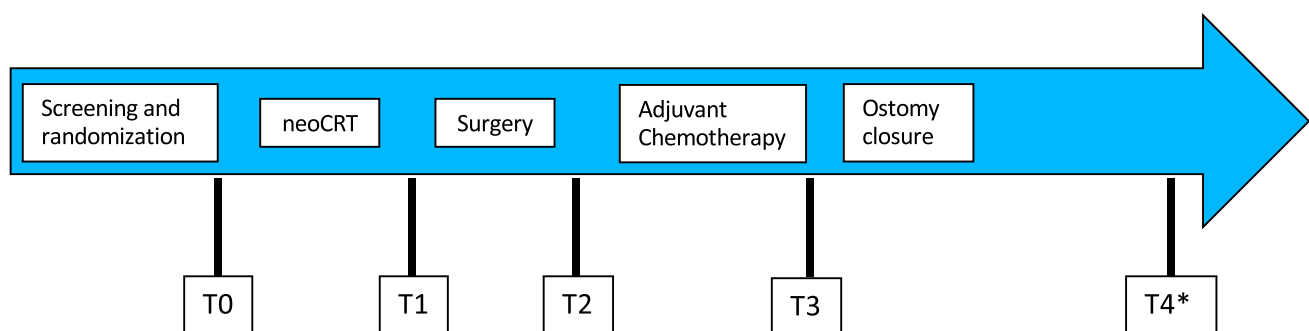 Screening and
randomization
neoCRT
Surgery
Adjuvant
Chemotherapy
Ostomy
closure
T0
T1
T2
T3
T4*